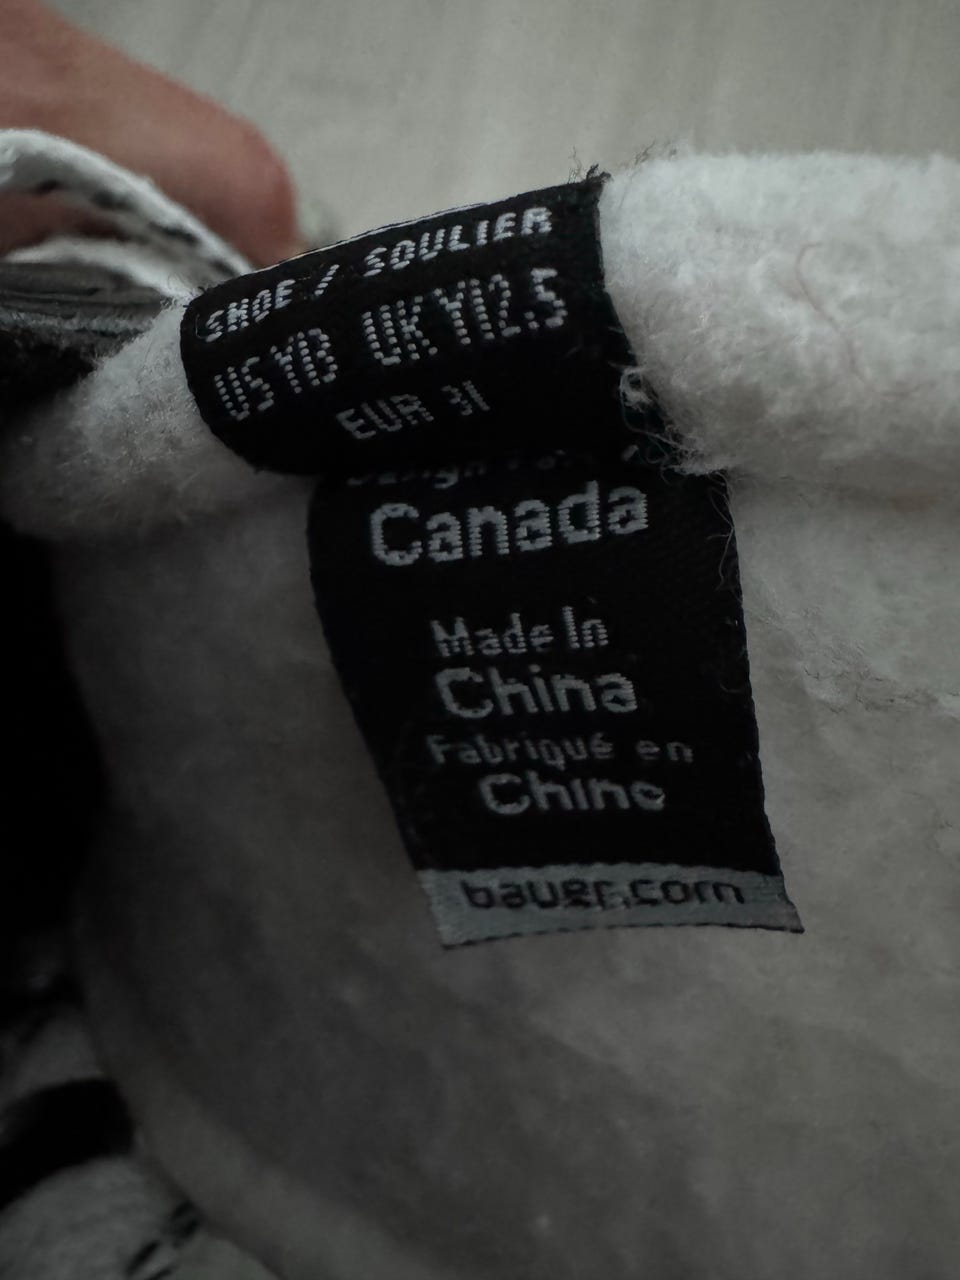 SHOE / SOULIER
US Y13 UK Y12.5
EUR 31
Canada
Made In
China
Fabriqué en
Chine
bauer.com